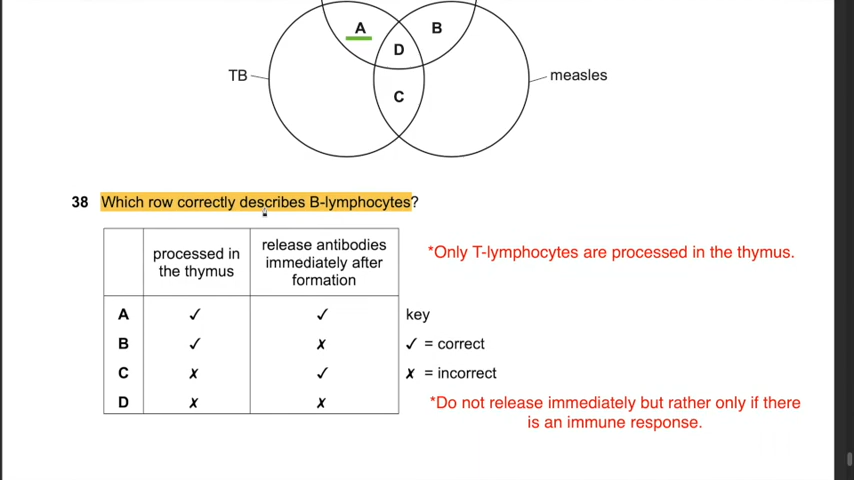 A
B
D
TB
measles
C
38 Which row correctly describes B-lymphocytes?
processed in
the thymus
release antibodies
immediately after
formation
*Only T-lymphocytes are processed in the thymus.
A ✓ ✓
key
B ✓ ✗
✓ = correct
C ✗ ✓
✗ = incorrect
D ✗ ✗
*Do not release immediately but rather only if there
is an immune response.